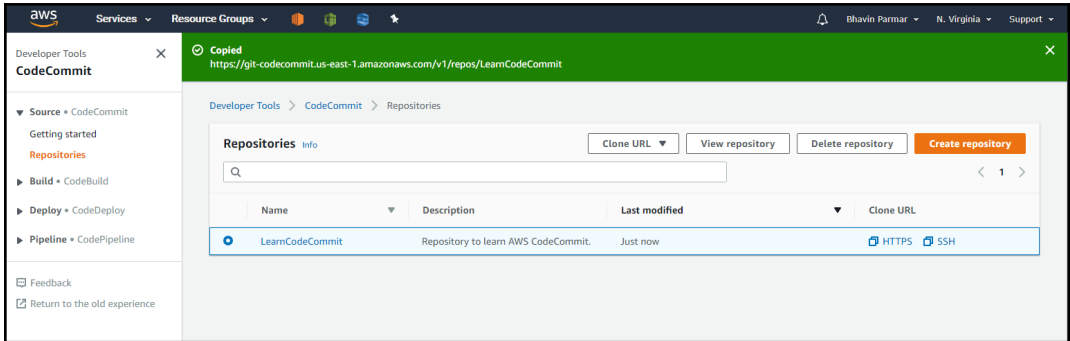 aws Services Resource Groups Bhavin Parmar N. Virginia Support
Developer Tools
CodeCommit
Copied
https://git-codecommit.us-east-1.amazonaws.com/v1/repos/LearnCodeCommit
Source • CodeCommit
Getting started
Repositories
Build • CodeBuild
Deploy • CodeDeploy
Pipeline • CodePipeline
Feedback
Return to the old experience
Developer Tools > CodeCommit > Repositories
Repositories Info Clone URL View repository Delete repository Create repository
< 1 >
Name Description Last modified Clone URL
LearnCodeCommit Repository to learn AWS CodeCommit. Just now HTTPS SSH